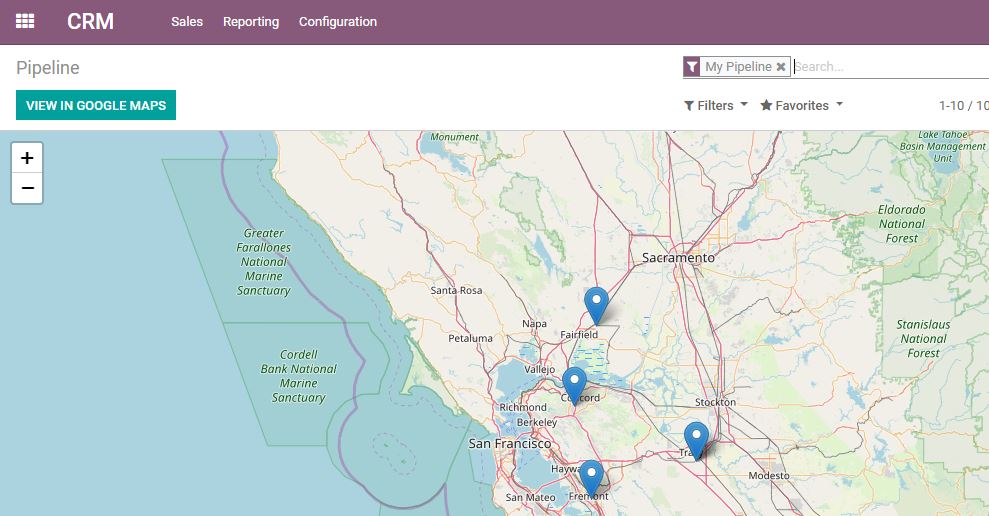 CRM
Sales
Reporting
Configuration
Pipeline
My Pipeline
Search...
VIEW IN GOOGLE MAPS
Filters
Favorites
1-10 / 10
+
−
Monument
Lake Tahoe
Basin Management
Unit
Greater
Farallones
National
Marine
Sanctuary
Eldorado
National
Forest
Sacramento
Santa Rosa
Napa
Fairfield
Petaluma
Stanislaus
National
Forest
Cordell
Bank National
Marine
Sanctuary
Vallejo
Concord
Stockton
Richmond
Berkeley
San Francisco
Modesto
San Mateo
Fremont